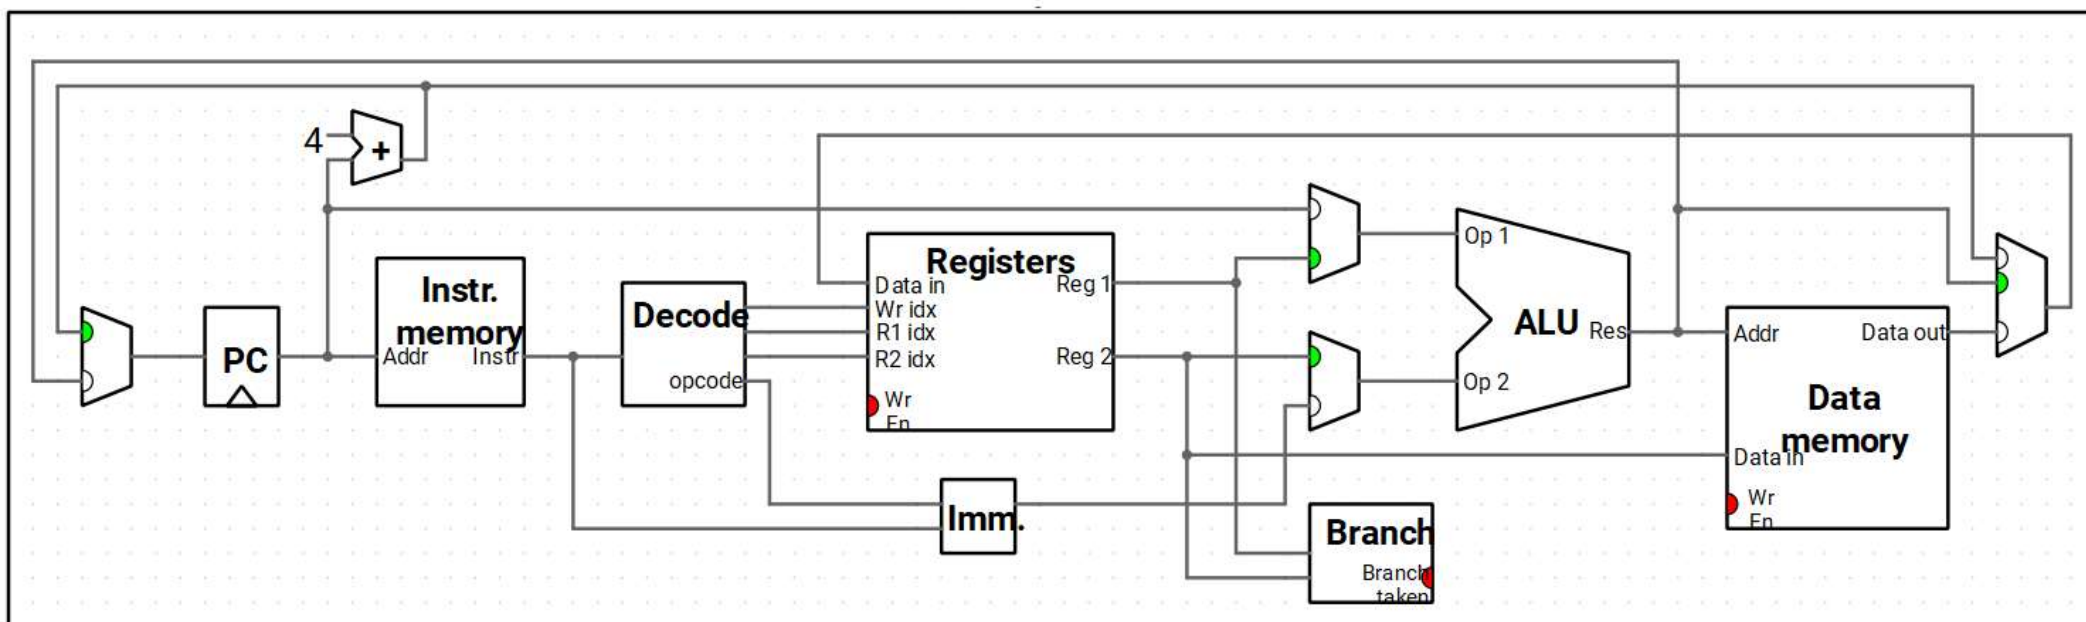 4
+
PC
Instr.
memory
Addr
Instr
Decode
opcode
Registers
Data in
Wr idx
R1 idx
R2 idx
Wr
En
Reg 1
Reg 2
Imm.
Branch
Branch
taken
Op 1
Op 2
ALU
Res
Addr
Data out
Data
memory
Data in
Wr
En